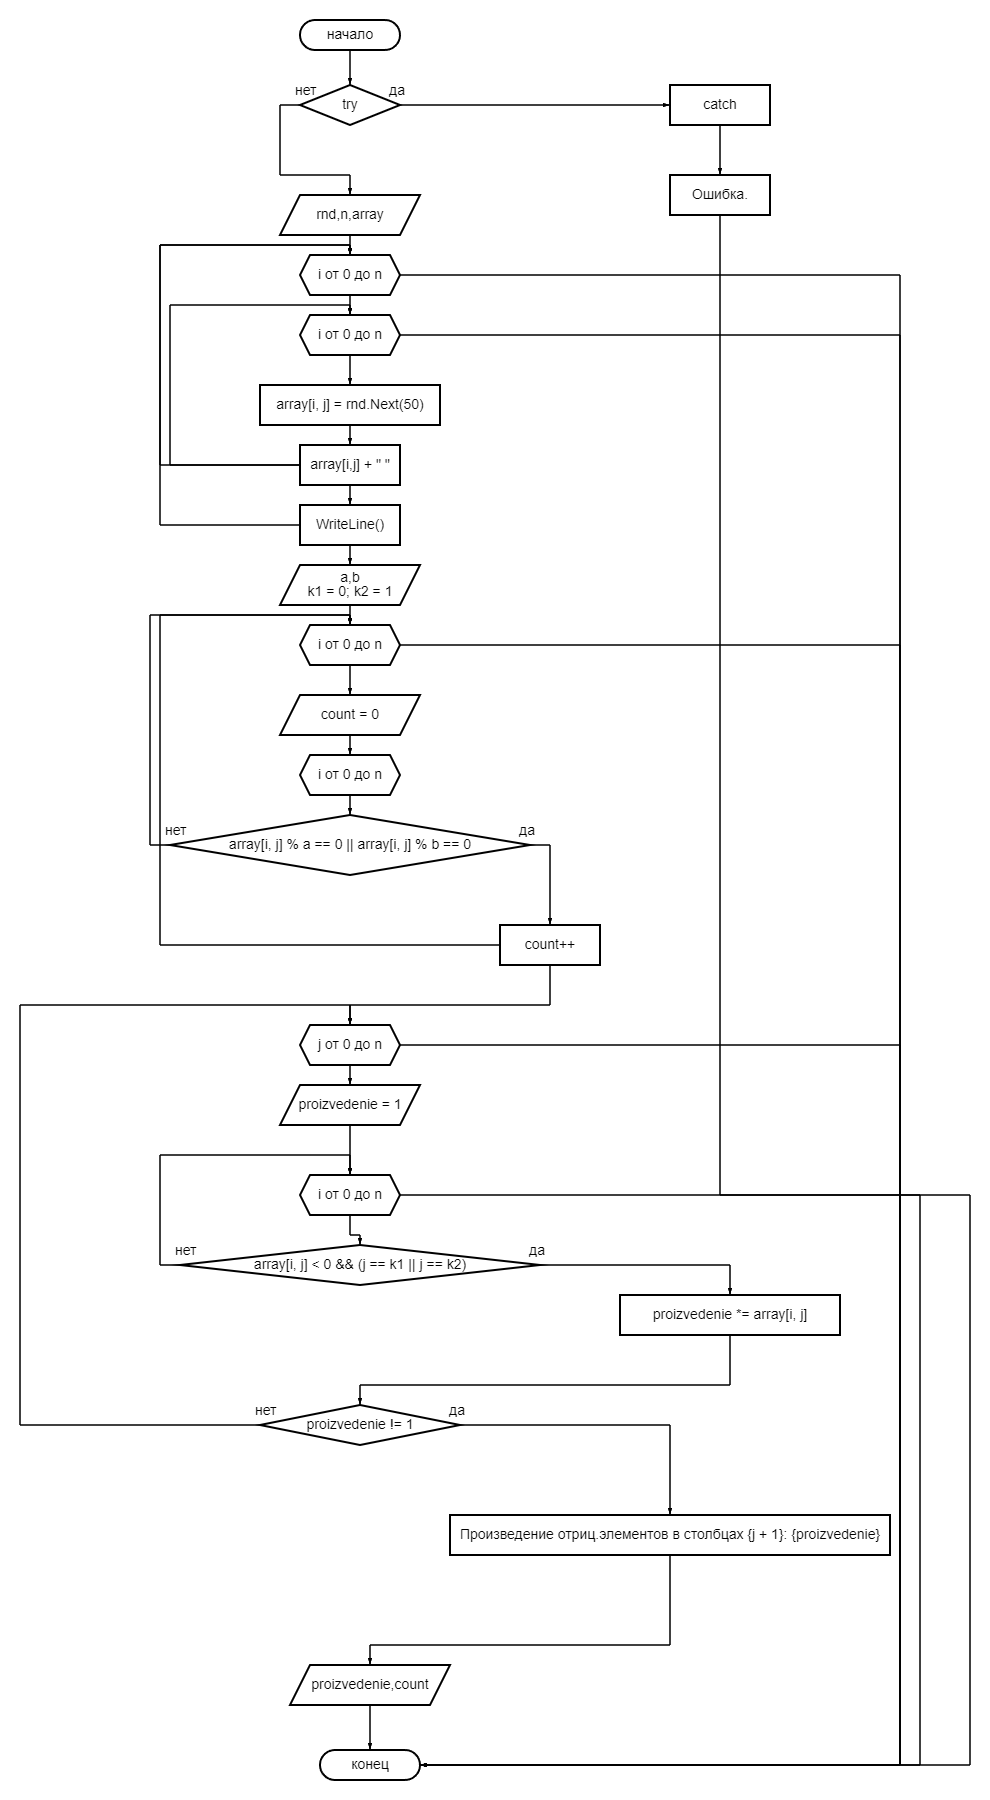 начало
нет
да
try
catch
Ошибка.
rnd,n,array
i от 0 до n
i от 0 до n
array[i, j] = rnd.Next(50)
array[i,j] + " "
WriteLine()
a,b
k1 = 0; k2 = 1
i от 0 до n
count = 0
i от 0 до n
нет
да
array[i, j] % a == 0 || array[i, j] % b == 0
count++
j от 0 до n
proizvedenie = 1
i от 0 до n
нет
да
array[i, j] < 0 && (j == k1 || j == k2)
proizvedenie *= array[i, j]
нет
да
proizvedenie != 1
Произведение отриц.элементов в столбцах {j + 1}: {proizvedenie}
proizvedenie,count
конец